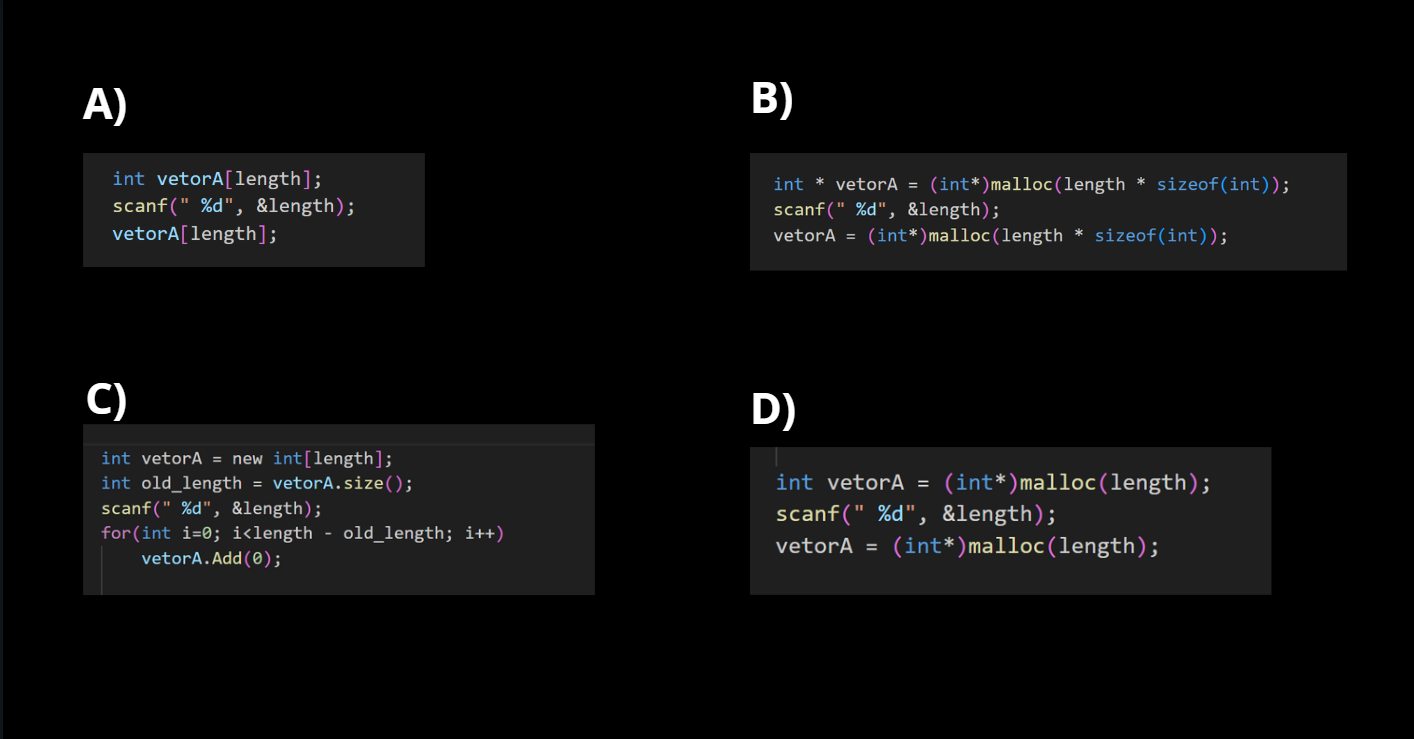 A)
int vetorA[length];
scanf(" %d", &length);
vetorA[length];
B)
int * vetorA = (int*)malloc(length * sizeof(int));
scanf(" %d", &length);
vetorA = (int*)malloc(length * sizeof(int));
C)
int vetorA = new int[length];
int old_length = vetorA.size();
scanf(" %d", &length);
for(int i=0; i<length - old_length; i++)
    vetorA.Add(0);
D)
int vetorA = (int*)malloc(length);
scanf(" %d", &length);
vetorA = (int*)malloc(length);